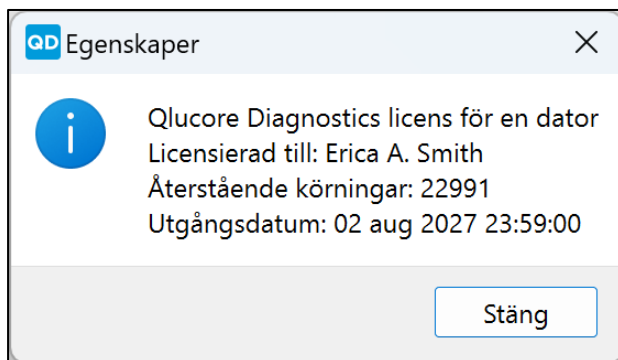 QD Egenskaper
Qlucore Diagnostics licens för en dator
Licensierad till: Erica A. Smith
Återstående körningar: 22991
Utgångsdatum: 02 aug 2027 23:59:00
Stäng